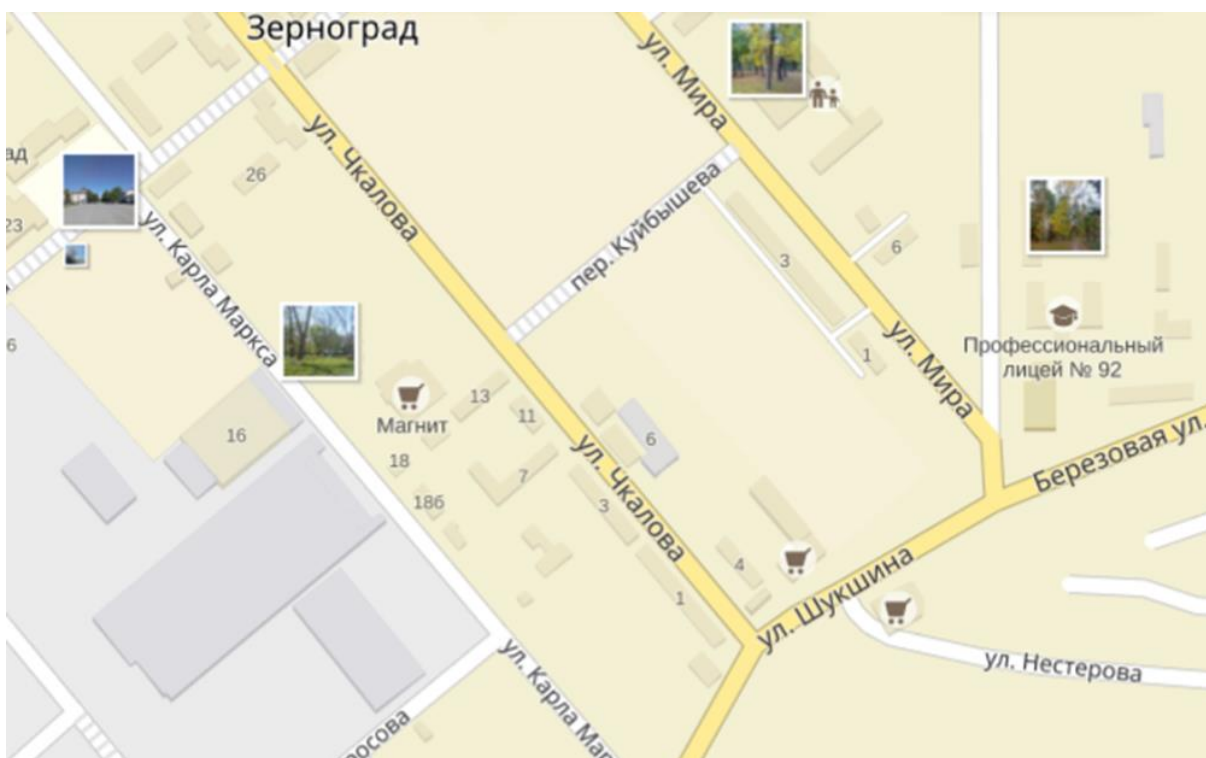 Зерноград
ул. Мира
ул. Чкалова
ад
26
пер. Куйбышева
23
ул. Карла Маркса
3
6
6
ул. Мира
1
Профессиональный
лицей № 92
13
Магнит
11
16
6
ул. Чкалова
18
7
Березовая ул.
186
3
4
ул. Шукшина
1
ул. Нестерова
ул. Карла Мар
росова